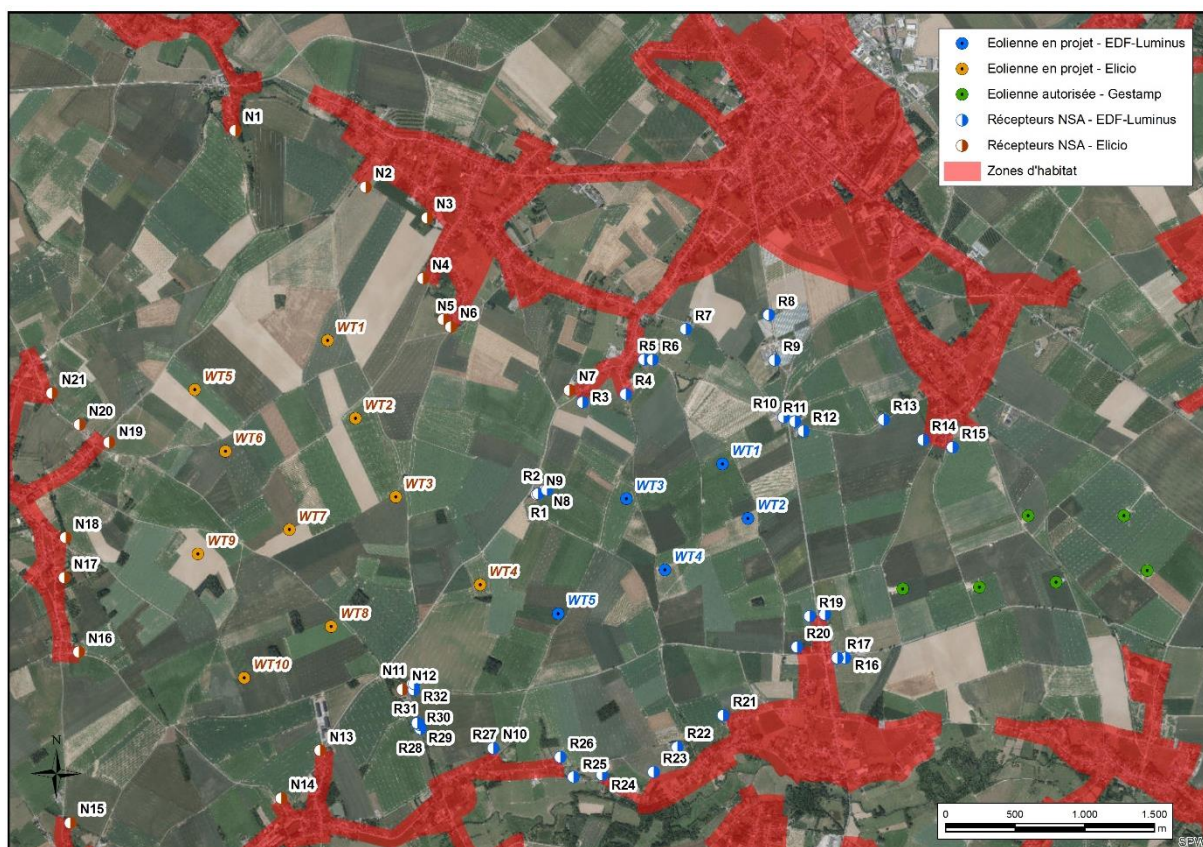 Eolienne en projet - EDF-Luminus
Eolienne en projet - Elicio
Eolienne autorisée - Gestamp
Récepteurs NSA - EDF-Luminus
Récepteurs NSA - Elicio
Zones d'habitat
N1
N2
N3
N4
N5
N6
R8
R7
WT1
R5 R6
R9
N21
WT5
N7
R4
R3
N20
WT2
R10
R11
R12
R13
N19
WT6
R14
R15
WT1
R2 N9
WT3
N8
WT3
R1
WT2
N18
WT7
WT9
WT4
N17
WT4
WT5
R19
WT8
R20
N16
R17
R16
WT10
N11 N12
R32
R31 R30
R21
R29
N13
R28
R27 N10
R22
N
R26
R23
R25
R24
N14
N15
0 500 1.000 1.500
m